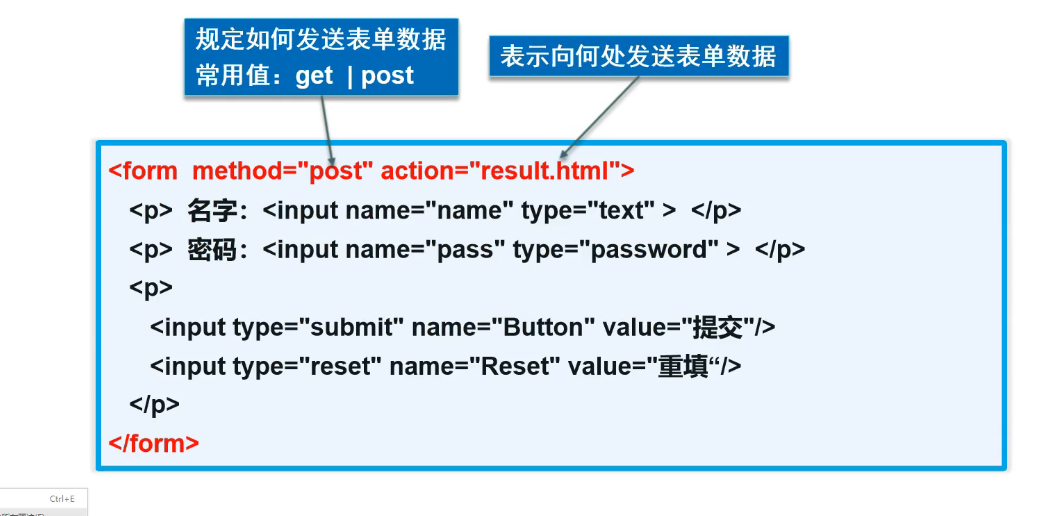 规定如何发送表单数据
常用值：get | post
表示向何处发送表单数据
<form method="post" action="result.html">
<p> 名字：<input name="name" type="text" > </p>
<p> 密码：<input name="pass" type="password" > </p>
<p>
<input type="submit" name="Button" value="提交"/>
<input type="reset" name="Reset" value="重填“/>
</p>
</form>
Ctrl+E